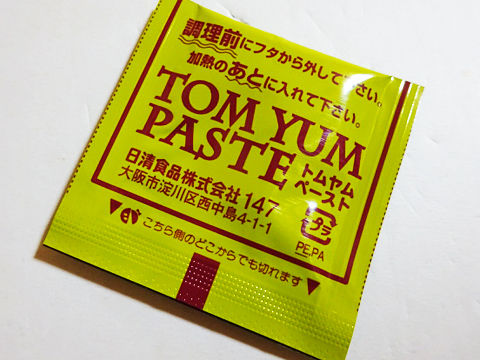 調理前にフタから外して下さい。
加熱のあとに入れて下さい。
TOM YUM
PASTE
トムヤム
ペースト
日清食品株式会社 147
大阪市淀川区西中島4-1-1
プラ
PE,PA
こちら側のどこからでも切れます